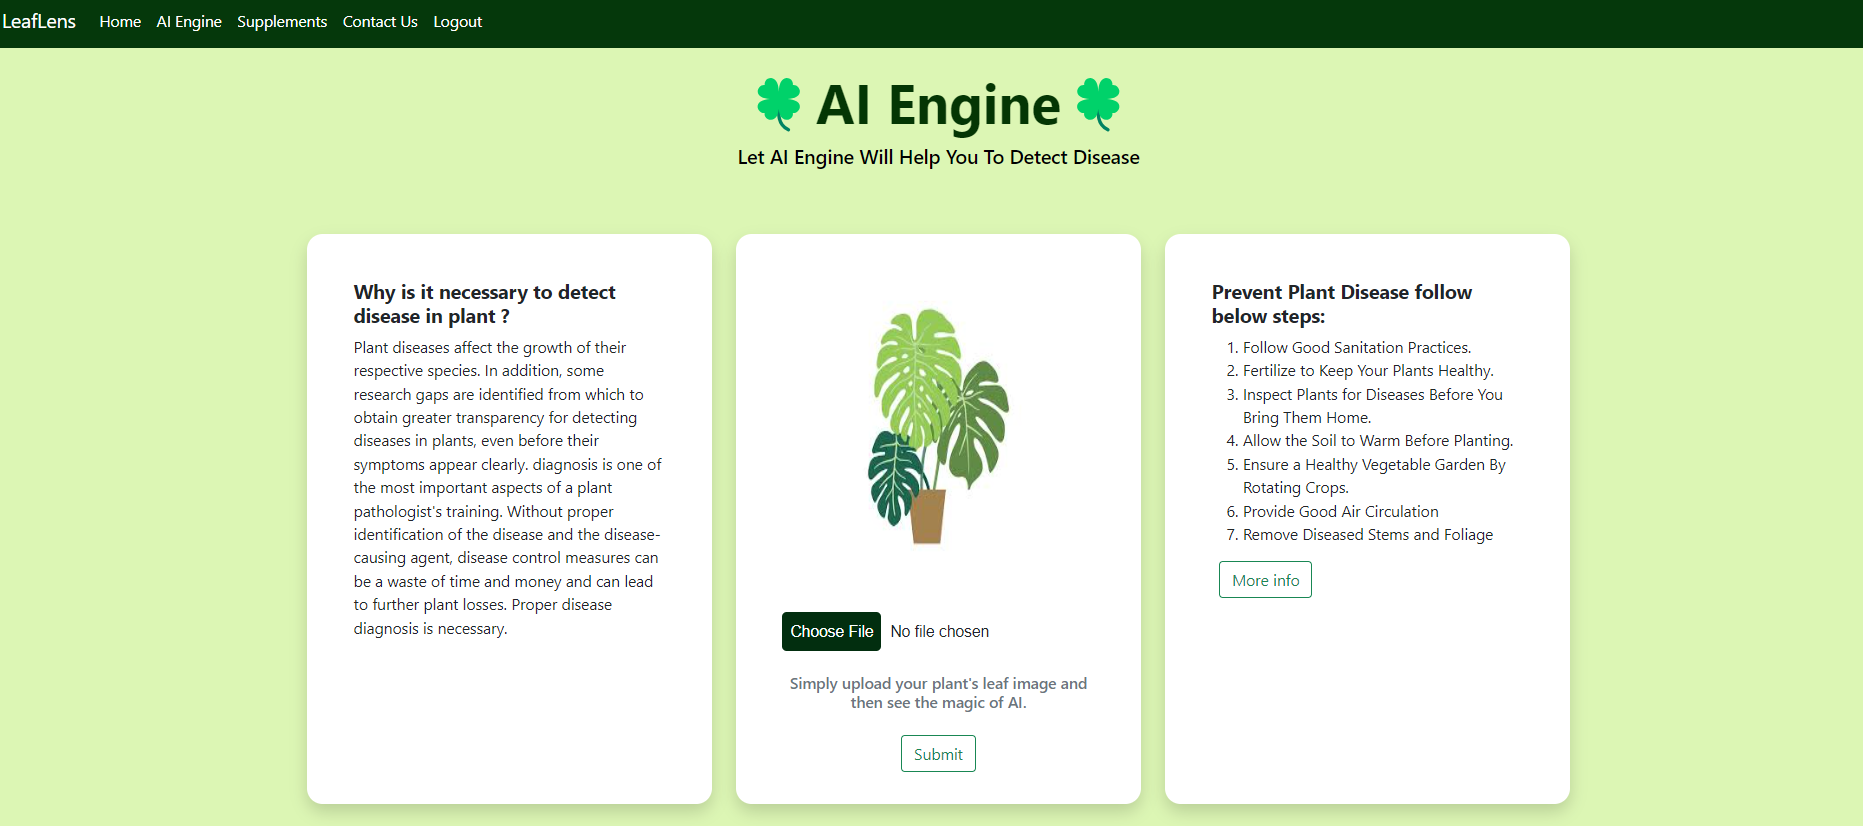 LeafLens Home AI Engine Supplements Contact Us Logout
AI Engine
Let AI Engine Will Help You To Detect Disease
Why is it necessary to detect
disease in plant ?
Plant diseases affect the growth of their
respective species. In addition, some
research gaps are identified from which to
obtain greater transparency for detecting
diseases in plants, even before their
symptoms appear clearly. diagnosis is one of
the most important aspects of a plant
pathologist's training. Without proper
identification of the disease and the disease-
causing agent, disease control measures can
be a waste of time and money and can lead
to further plant losses. Proper disease
diagnosis is necessary.
Choose File No file chosen
Simply upload your plant's leaf image and
then see the magic of AI.
Submit
Prevent Plant Disease follow
below steps:
1. Follow Good Sanitation Practices.
2. Fertilize to Keep Your Plants Healthy.
3. Inspect Plants for Diseases Before You
Bring Them Home.
4. Allow the Soil to Warm Before Planting.
5. Ensure a Healthy Vegetable Garden By
Rotating Crops.
6. Provide Good Air Circulation
7. Remove Diseased Stems and Foliage
More info